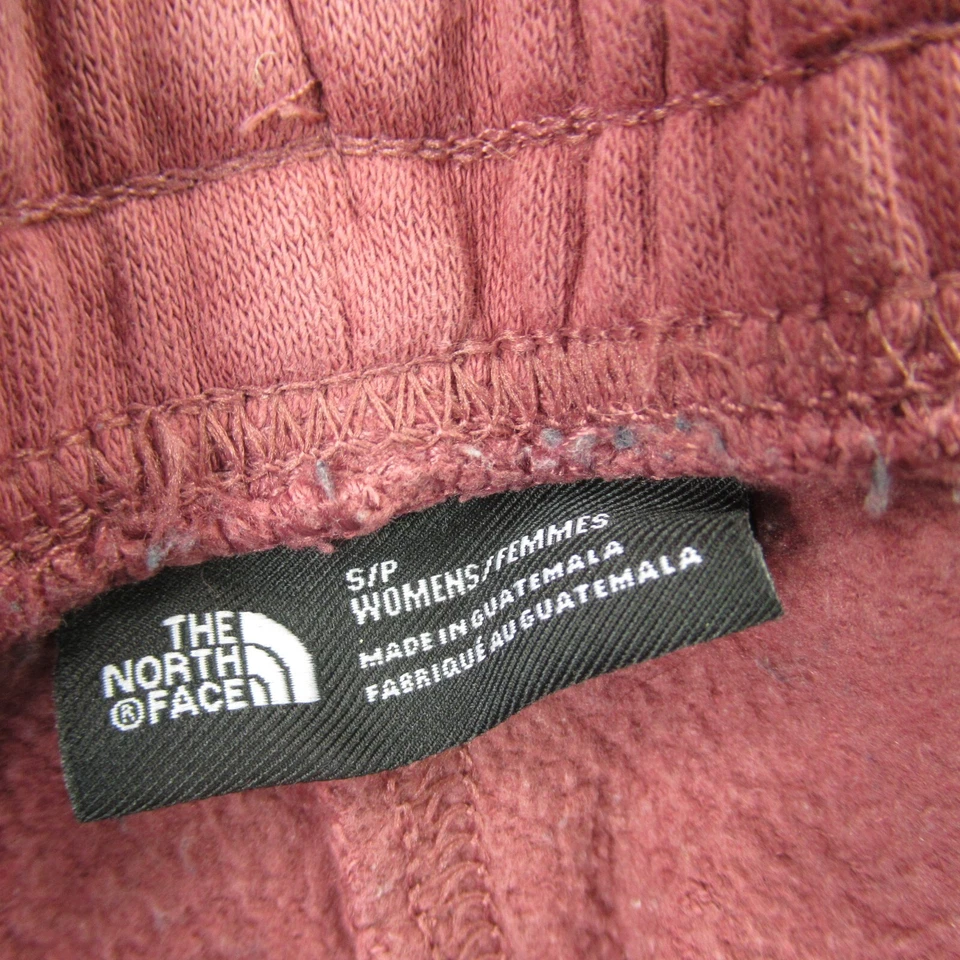 THE
NORTH
® FACE
S/P
WOMENS/FEMMES
MADE IN GUATEMALA
FABRIQUÉ AU GUATEMALA